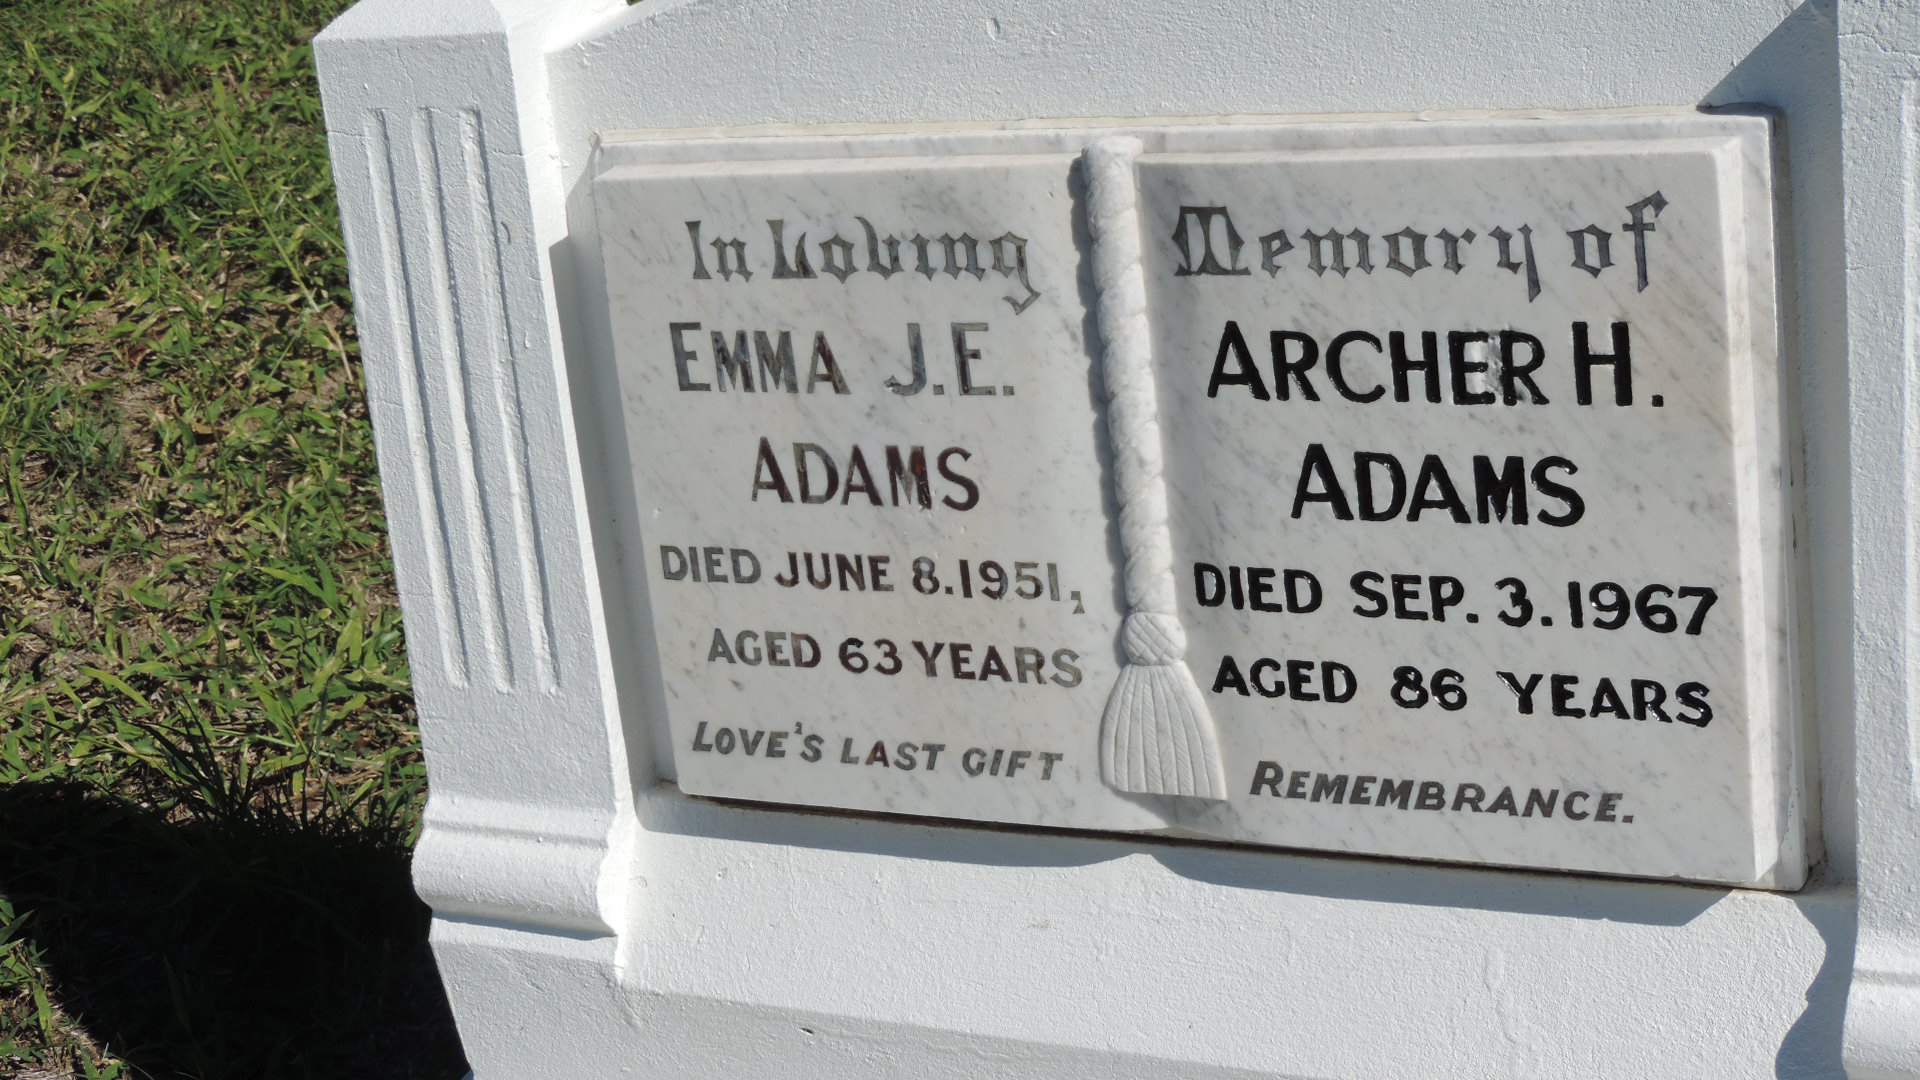 In Loving
EMMA J.E.
ADAMS
DIED JUNE 8.1951,
AGED 63 YEARS
LOVE'S LAST GIFT
Memory of
ARCHER H.
ADAMS
DIED SEP. 3.1967
AGED 86 YEARS
REMEMBRANCE.